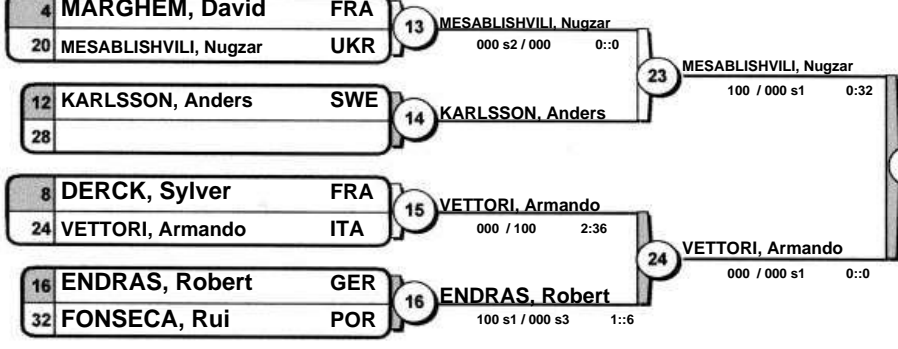 4 MARGHEM, David FRA
20 MESABLISHVILI, Nugzar UKR
13
MESABLISHVILI, Nugzar
000 s2 / 000 0::0
12 KARLSSON, Anders SWE
28
14
KARLSSON, Anders
23
MESABLISHVILI, Nugzar
100 / 000 s1 0:32
8 DERCK, Sylver FRA
24 VETTORI, Armando ITA
15
VETTORI, Armando
000 / 100 2:36
16 ENDRAS, Robert GER
32 FONSECA, Rui POR
16
ENDRAS, Robert
100 s1 / 000 s3 1::6
24
VETTORI, Armando
000 / 000 s1 0::0